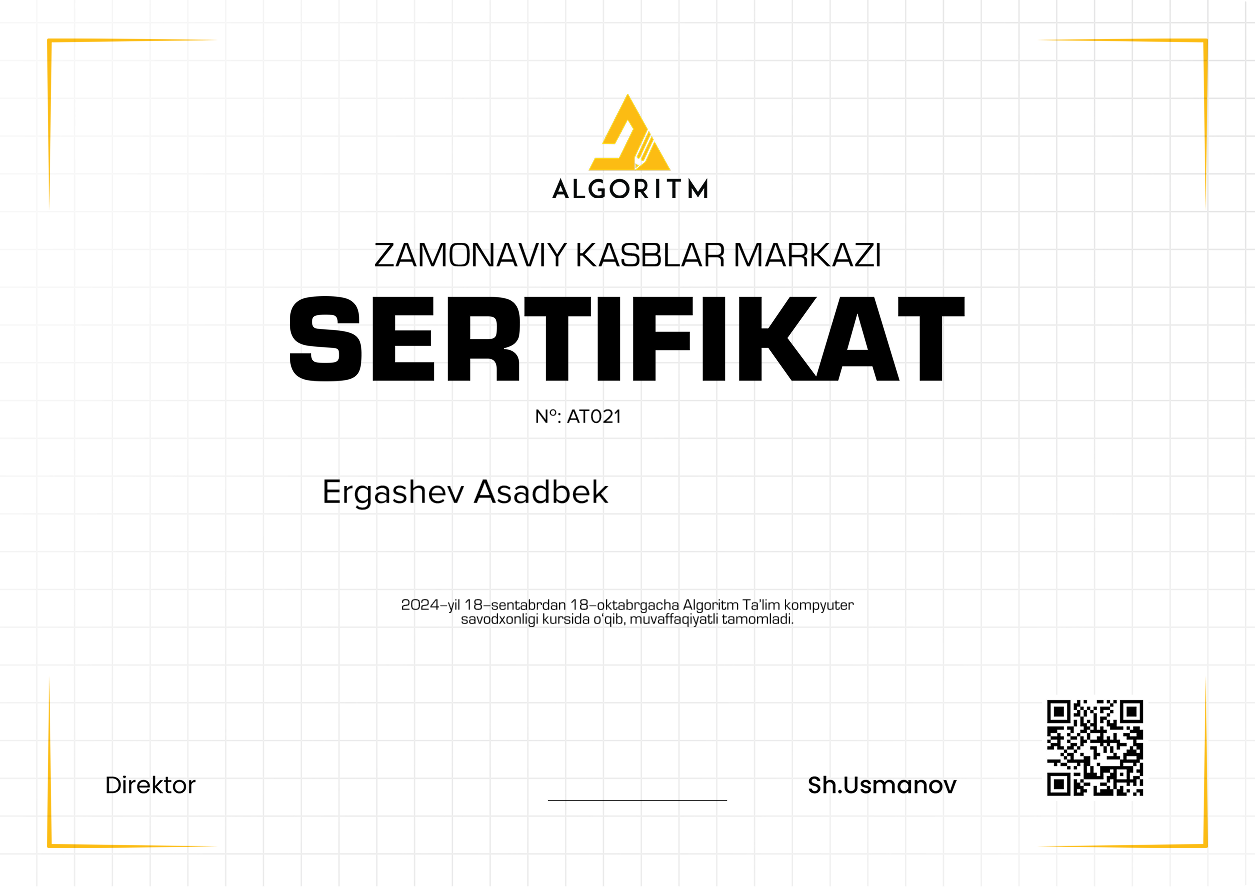 ALGORITM
ZAMONAVIY KASBLAR MARKAZI
SERTIFIKAT
Nº: AT021
Ergashev Asadbek
2024-yil 18-sentabrdan 18-oktabrgacha Algoritm Ta'lim kompyuter
savodxonligi kursida o'qib, muvaffaqiyatli tamomladi.
Direktor
Sh.Usmanov